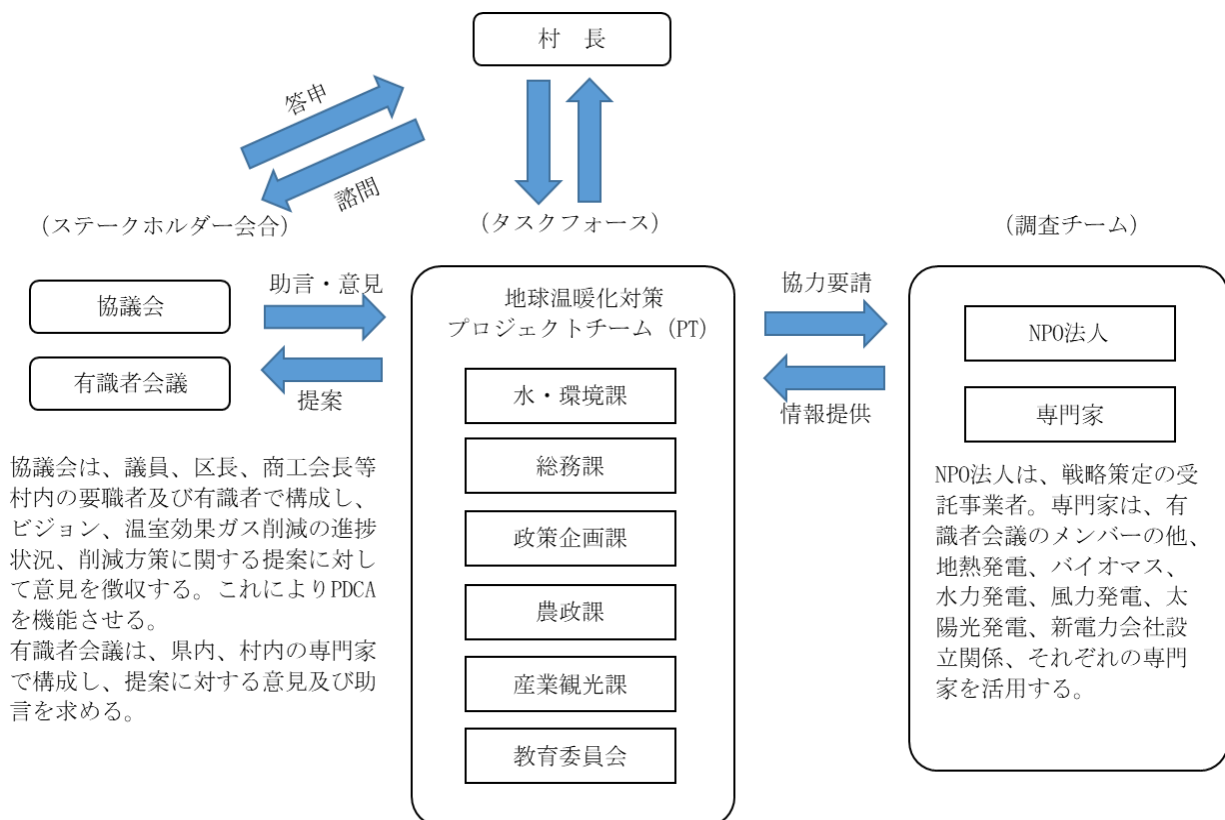 村　長
答申
諮問
（ステークホルダー会合）
（タスクフォース）
（調査チーム）
協議会
有識者会議
助言・意見
提案
地球温暖化対策
プロジェクトチーム（PT）
水・環境課
総務課
政策企画課
農政課
産業観光課
教育委員会
協力要請
情報提供
NPO法人
専門家
協議会は、議員、区長、商工会長等
村内の要職者及び有識者で構成し、
ビジョン、温室効果ガス削減の進捗
状況、削減方策に関する提案に対し
て意見を徴収する。これによりPDCA
を機能させる。
有識者会議は、県内、村内の専門家
で構成し、提案に対する意見及び助
言を求める。
NPO法人は、戦略策定の受
託事業者。専門家は、有
識者会議のメンバーの他、
地熱発電、バイオマス、
水力発電、風力発電、太
陽光発電、新電力会社設
立関係、それぞれの専門
家を活用する。